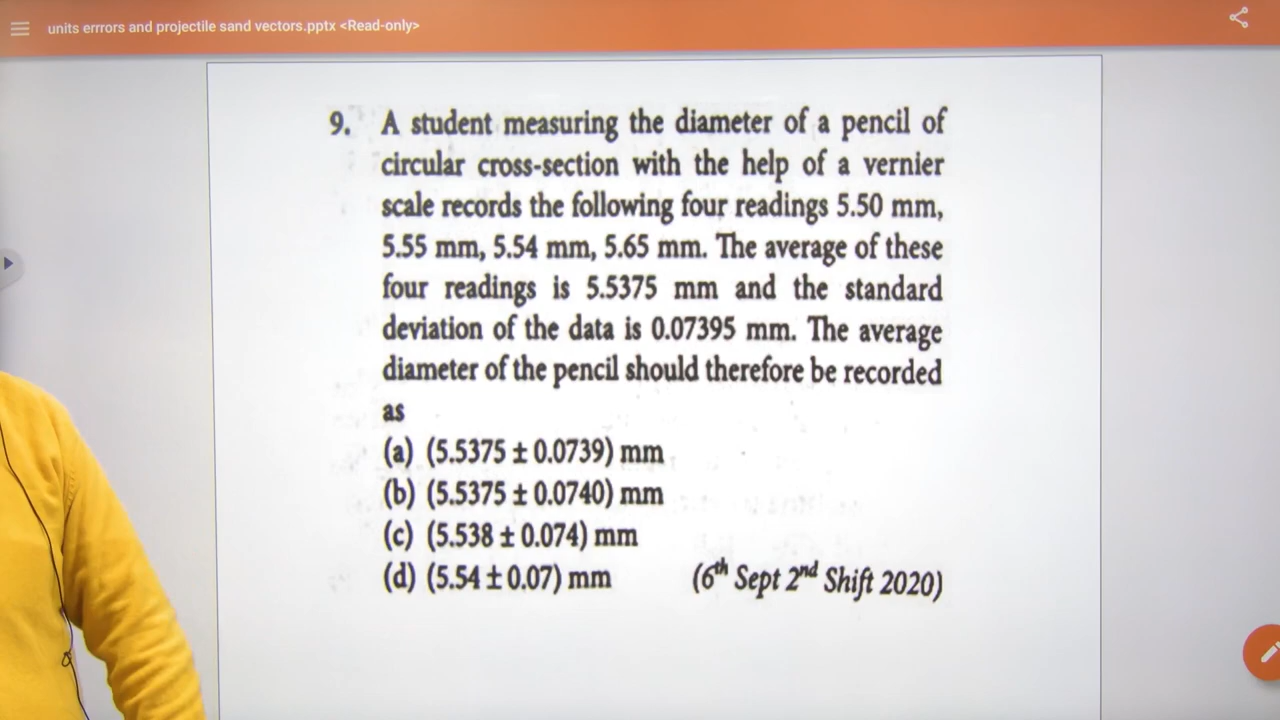 units errrors and projectile sand vectors.pptx <Read-only>
9. A student measuring the diameter of a pencil of
circular cross-section with the help of a vernier
scale records the following four readings 5.50 mm,
5.55 mm, 5.54 mm, 5.65 mm. The average of these
four readings is 5.5375 mm and the standard
deviation of the data is 0.07395 mm. The average
diameter of the pencil should therefore be recorded
as
(a) (5.5375 ± 0.0739) mm
(b) (5.5375 ± 0.0740) mm
(c) (5.538 ± 0.074) mm
(d) (5.54 ± 0.07) mm (6th Sept 2nd Shift 2020)